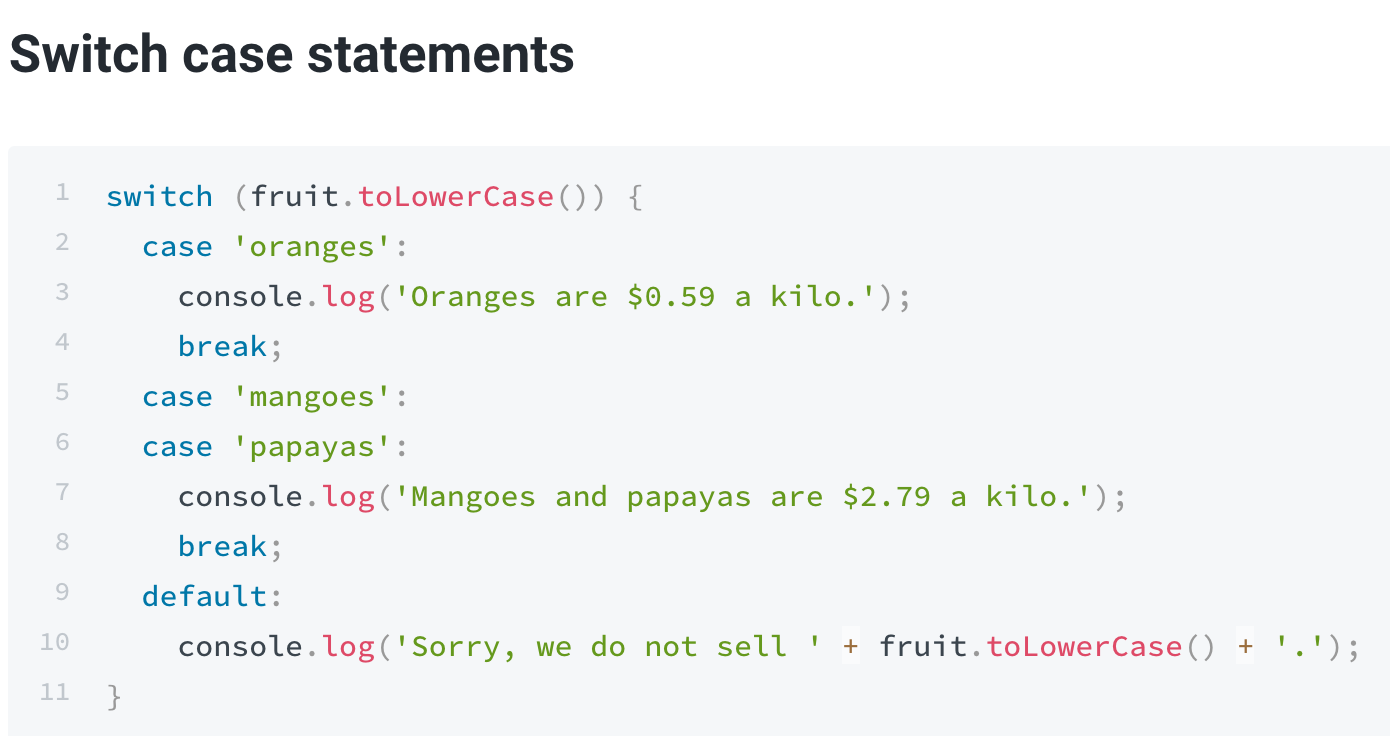 Switch case statements
1 switch (fruit.toLowerCase()) {
2   case 'oranges':
3     console.log('Oranges are $0.59 a kilo.');
4     break;
5   case 'mangoes':
6   case 'papayas':
7     console.log('Mangoes and papayas are $2.79 a kilo.');
8     break;
9   default:
10     console.log('Sorry, we do not sell ' + fruit.toLowerCase() + '.');
11 }